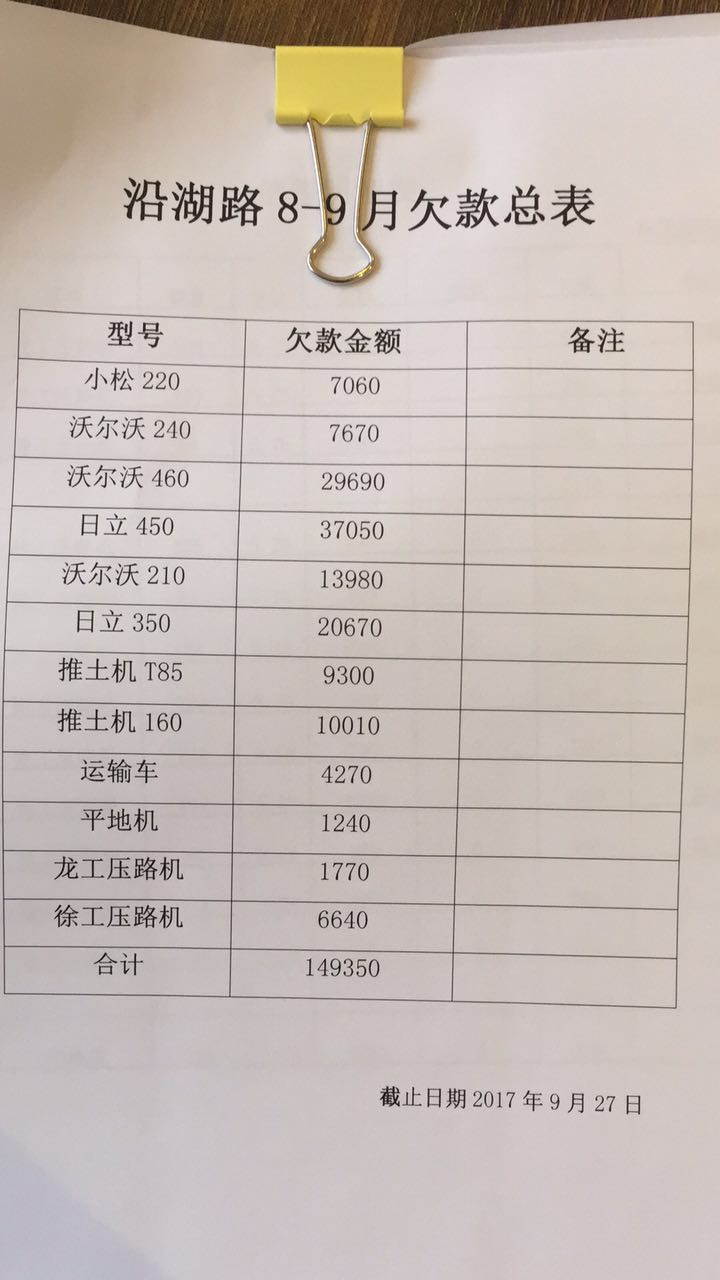 沿湖路 8-9 月欠款总表
型号 欠款金额 备注
小松 220 7060
沃尔沃 240 7670
沃尔沃 460 29690
日立 450 37050
沃尔沃 210 13980
日立 350 20670
推土机 T85 9300
推土机 160 10010
运输车 4270
平地机 1240
龙工压路机 1770
徐工压路机 6640
合计 149350
截止日期 2017 年 9 月 27 日